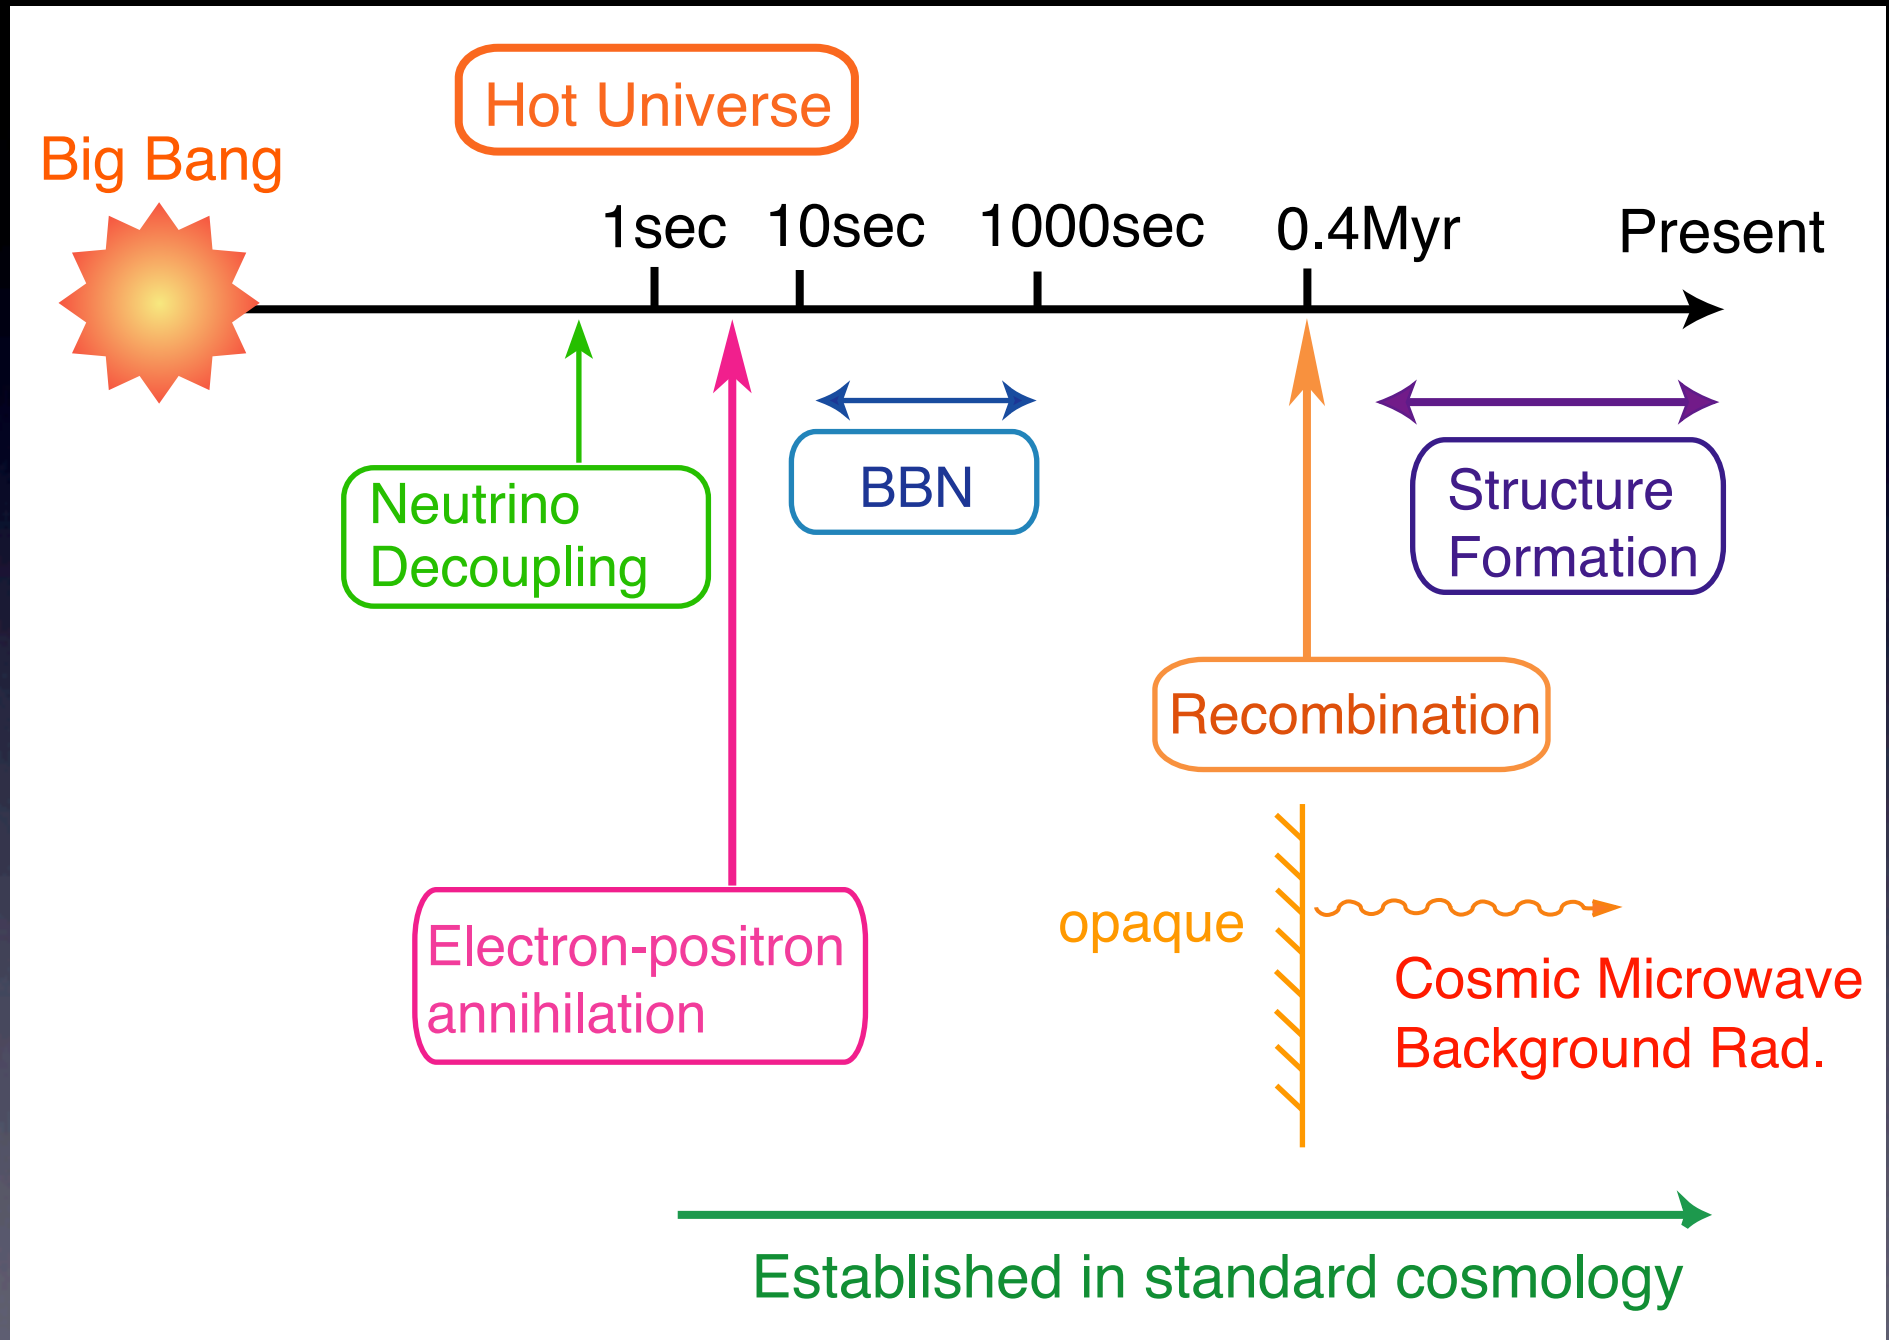 Hot Universe
Big Bang
1sec 10sec 1000sec 0.4Myr Present
Neutrino
Decoupling
BBN
Structure
Formation
Recombination
Electron-positron
annihilation
opaque
Cosmic Microwave
Background Rad.
Established in standard cosmology